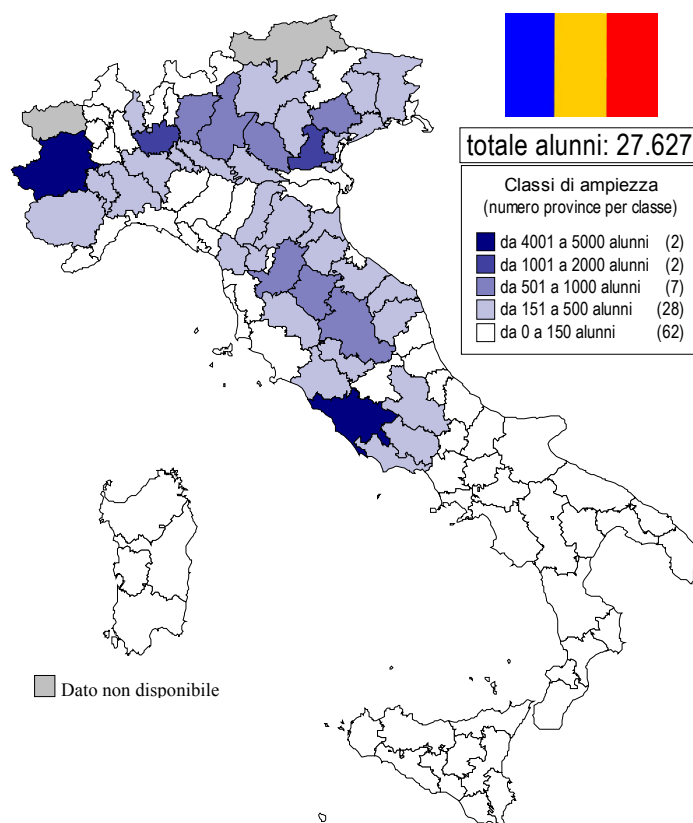 totale alunni: 27.627
Classi di ampiezza
(numero province per classe)
da 4001 a 5000 alunni (2)
da 1001 a 2000 alunni (2)
da 501 a 1000 alunni (7)
da 151 a 500 alunni (28)
da 0 a 150 alunni (62)
Dato non disponibile